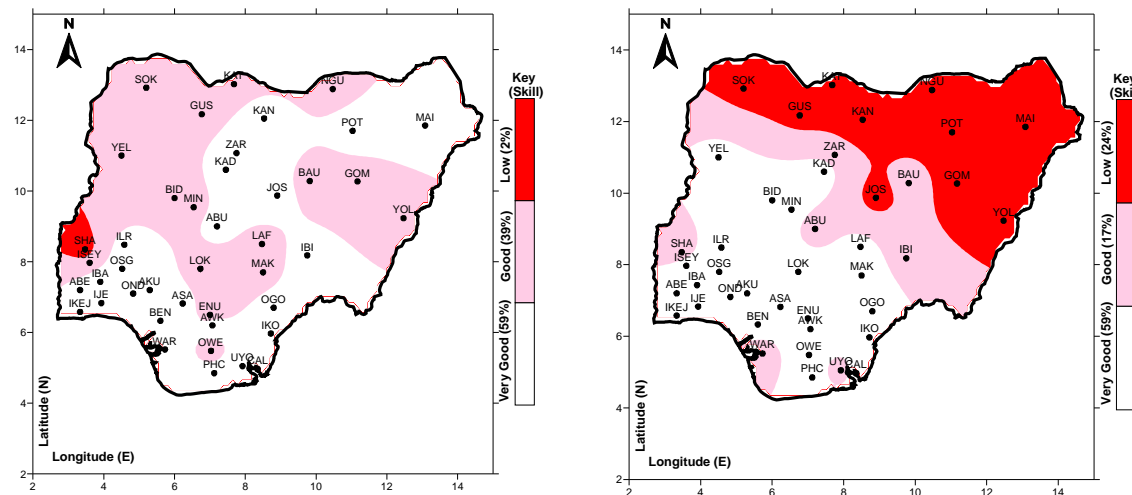 N
14
12
10
8
6
4
2
2
4
6
8
10
12
14
Latitude (N)
Longitude (E)
SOK
GUS
KAN
NGU
MAI
POT
YEL
ZAR
KAD
BAU
GOM
JOS
BID
MIN
YOL
ABU
SHA
ILR
LAF
IBI
ISEY
OSG
LOK
MAK
IBA
ABE
OND
AKU
IJE
ASA
IKEJ
ENU
OGO
BEN
AWK
IKO
WAR
OWE
PHC
UYO
CAL
Key
(Skill)
Low (2%)
Good (39%)
Very Good (59%)
N
14
12
10
8
6
4
2
2
4
6
8
10
12
14
Latitude (N)
Longitude (E)
SOK
NGU
GUS
KAN
POT
MAI
YEL
ZAR
KAD
BAU
GOM
JOS
BID
MIN
YOL
ABU
SHA
ILR
LAF
IBI
ISEY
OSG
LOK
MAK
IBA
ABE
OND
AKU
IJE
ASA
IKEJ
ENU
OGO
BEN
AWK
IKO
WAR
OWE
PHC
UYO
CAL
Low (24%)
Good (17%)
Very Good (59%)